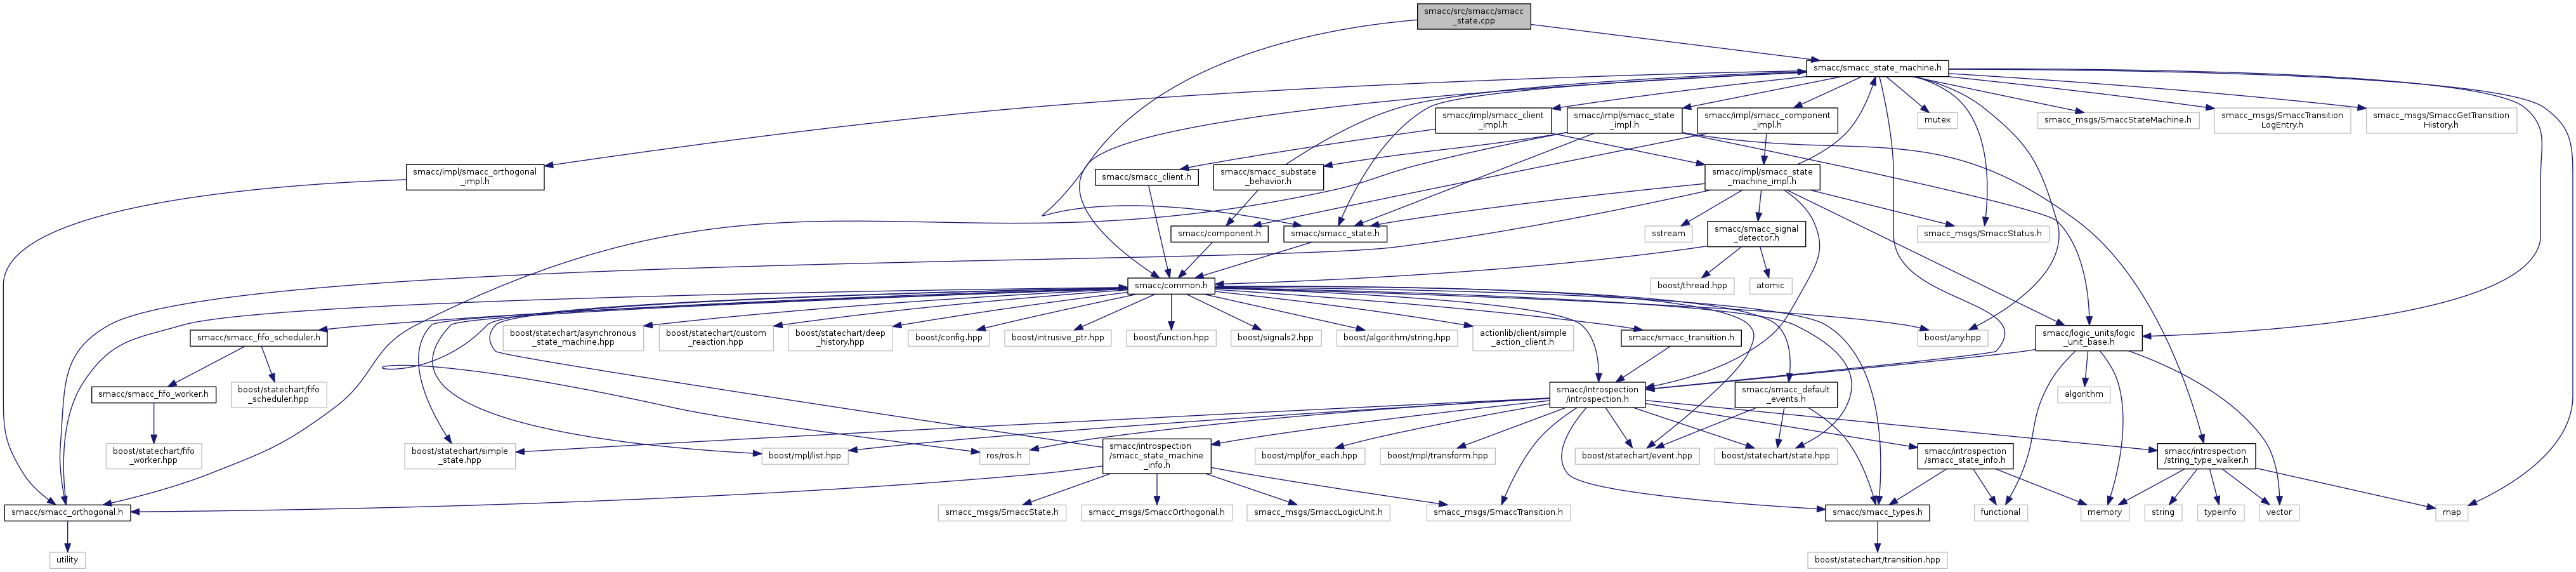 smacc/src/smacc/smacc
_state.cpp
smacc/smacc_state_machine.h
smacc/impl/smacc_client
_impl.h
smacc/impl/smacc_state
_impl.h
smacc/impl/smacc_component
_impl.h
mutex
smacc_msgs/SmaccStateMachine.h
smacc_msgs/SmaccTransition
LogEntry.h
smacc_msgs/SmaccGetTransition
History.h
smacc/impl/smacc_orthogonal
_impl.h
smacc/smacc_client.h
smacc/smacc_substate
_behavior.h
smacc/impl/smacc_state
_machine_impl.h
smacc/component.h
smacc/smacc_state.h
sstream
smacc/smacc_signal
_detector.h
smacc_msgs/SmaccStatus.h
smacc/common.h
boost/thread.hpp
atomic
smacc/smacc_fifo_scheduler.h
boost/statechart/asynchronous
_state_machine.hpp
boost/statechart/custom
_reaction.hpp
boost/statechart/deep
_history.hpp
boost/config.hpp
boost/intrusive_ptr.hpp
boost/function.hpp
boost/signals2.hpp
boost/algorithm/string.hpp
actionlib/client/simple
_action_client.h
smacc/smacc_transition.h
boost/any.hpp
smacc/logic_units/logic
_unit_base.h
smacc/smacc_fifo_worker.h
boost/statechart/fifo
_scheduler.hpp
smacc/introspection
/introspection.h
smacc/smacc_default
_events.h
algorithm
boost/statechart/fifo
_worker.hpp
boost/statechart/simple
_state.hpp
boost/mpl/list.hpp
ros/ros.h
smacc/introspection
/smacc_state_machine
_info.h
boost/mpl/for_each.hpp
boost/mpl/transform.hpp
boost/statechart/event.hpp
boost/statechart/state.hpp
smacc/introspection
/smacc_state_info.h
smacc/introspection
/string_type_walker.h
smacc/smacc_orthogonal.h
smacc_msgs/SmaccState.h
smacc_msgs/SmaccOrthogonal.h
smacc_msgs/SmaccLogicUnit.h
smacc_msgs/SmaccTransition.h
smacc/smacc_types.h
functional
memory
string
typeinfo
vector
map
utility
boost/statechart/transition.hpp